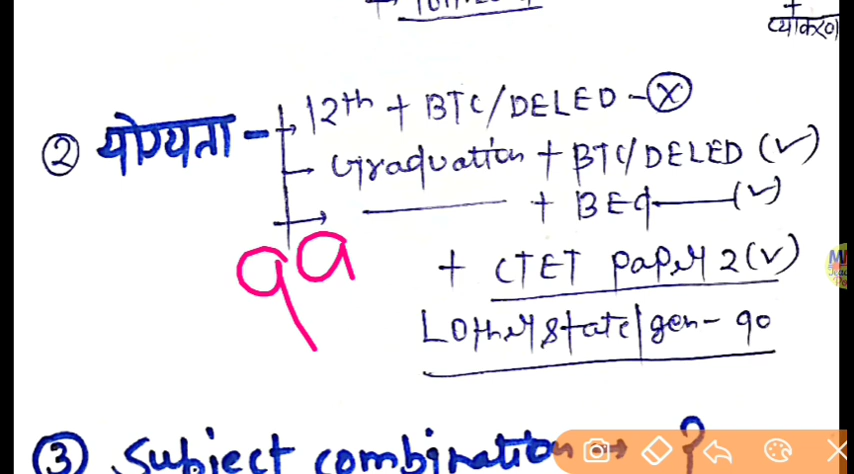 +
व्याकरण
② योग्यता - 12th + BTC/DELED - ⓧ
Graduation + BTC/DELED (✓)
+ BEd (✓)
+ CTET paper 2 (✓)
Other state/gen - 90
99
③ Subject combination → ?